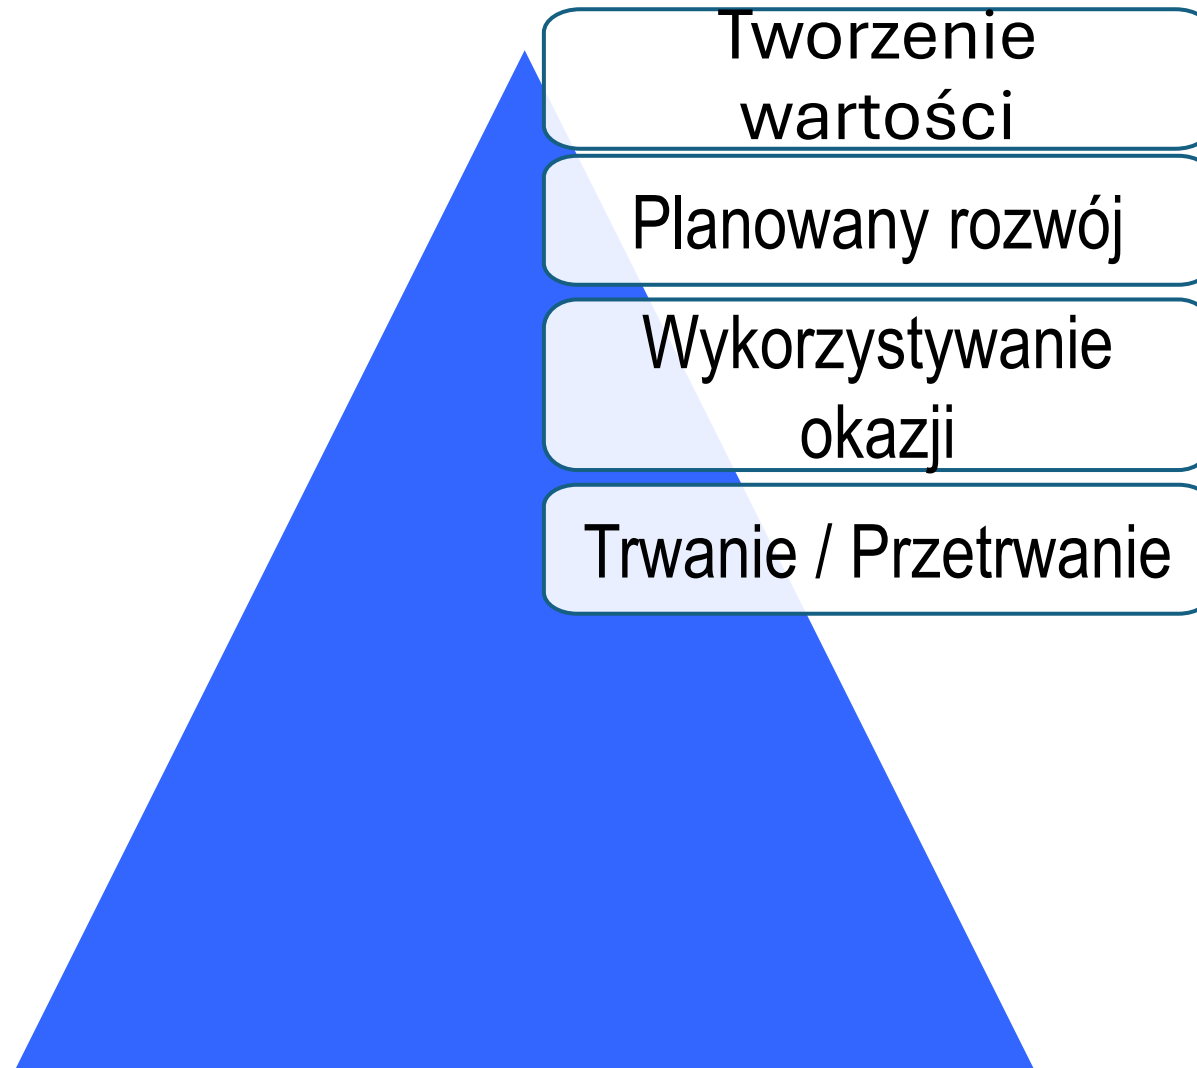 Tworzenie
wartości
Planowany rozwój
Wykorzystywanie
okazji
Trwanie / Przetrwanie